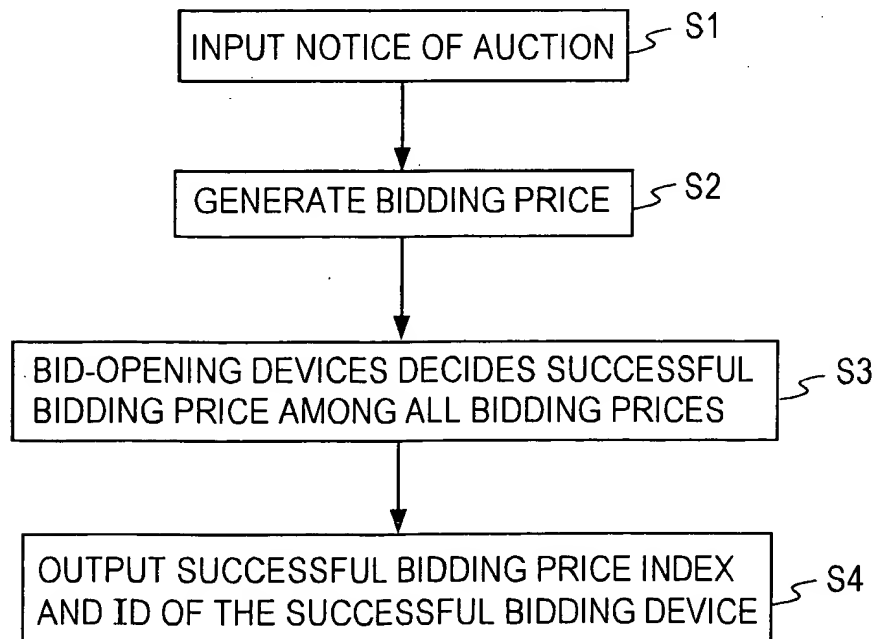 INPUT NOTICE OF AUCTION
S1
GENERATE BIDDING PRICE
S2
BID-OPENING DEVICES DECIDES SUCCESSFUL
BIDDING PRICE AMONG ALL BIDDING PRICES
S3
OUTPUT SUCCESSFUL BIDDING PRICE INDEX
AND ID OF THE SUCCESSFUL BIDDING DEVICE
S4